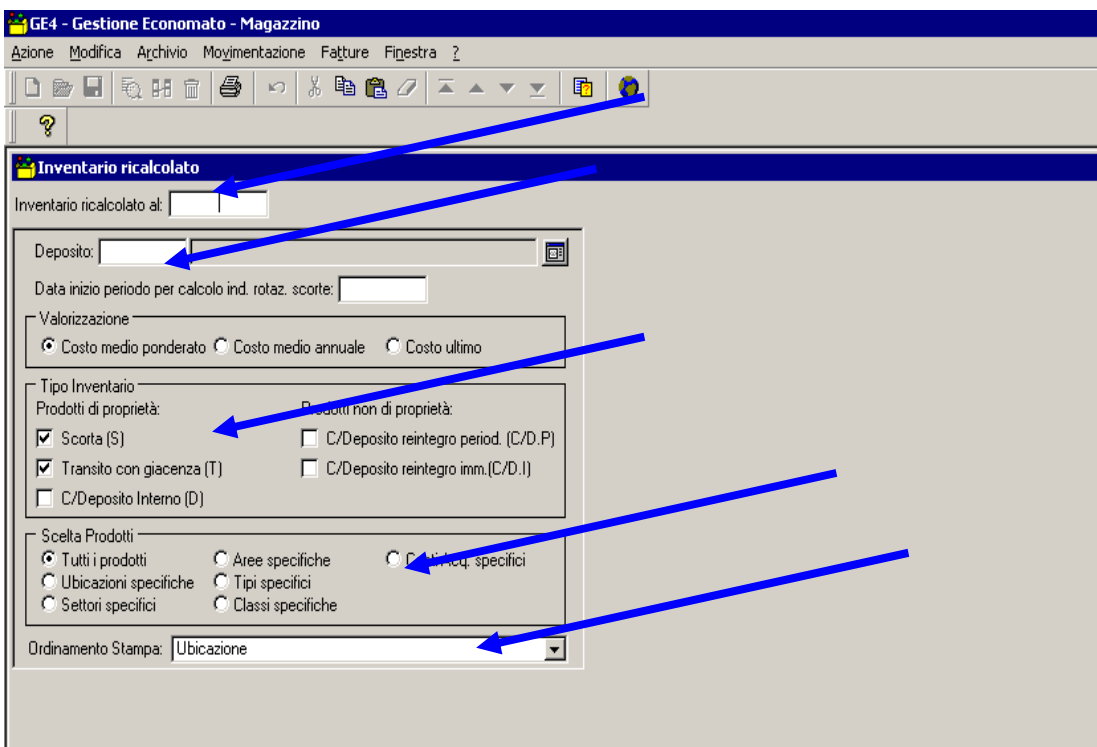 GE4 - Gestione Economato - Magazzino
Azione Modifica Archivio Movimentazione Fatture Finestra ?
Inventario ricalcolato
Inventario ricalcolato al:
Deposito:
Data inizio periodo per calcolo ind. rotaz. scorte:
Valorizzazione
Costo medio ponderato Costo medio annuale Costo ultimo
Tipo Inventario
Prodotti di proprietà: Prodotti non di proprietà:
Scorta (S) C/Deposito reintegro period. (C/D.P)
Transito con giacenza (T) C/Deposito reintegro imm.(C/D.I)
C/Deposito Interno (D)
Scelta Prodotti
Tutti i prodotti Aree specifiche specifici
Ubicazioni specifiche Tipi specifici
Settori specifici Classi specifiche
Ordinamento Stampa: Ubicazione